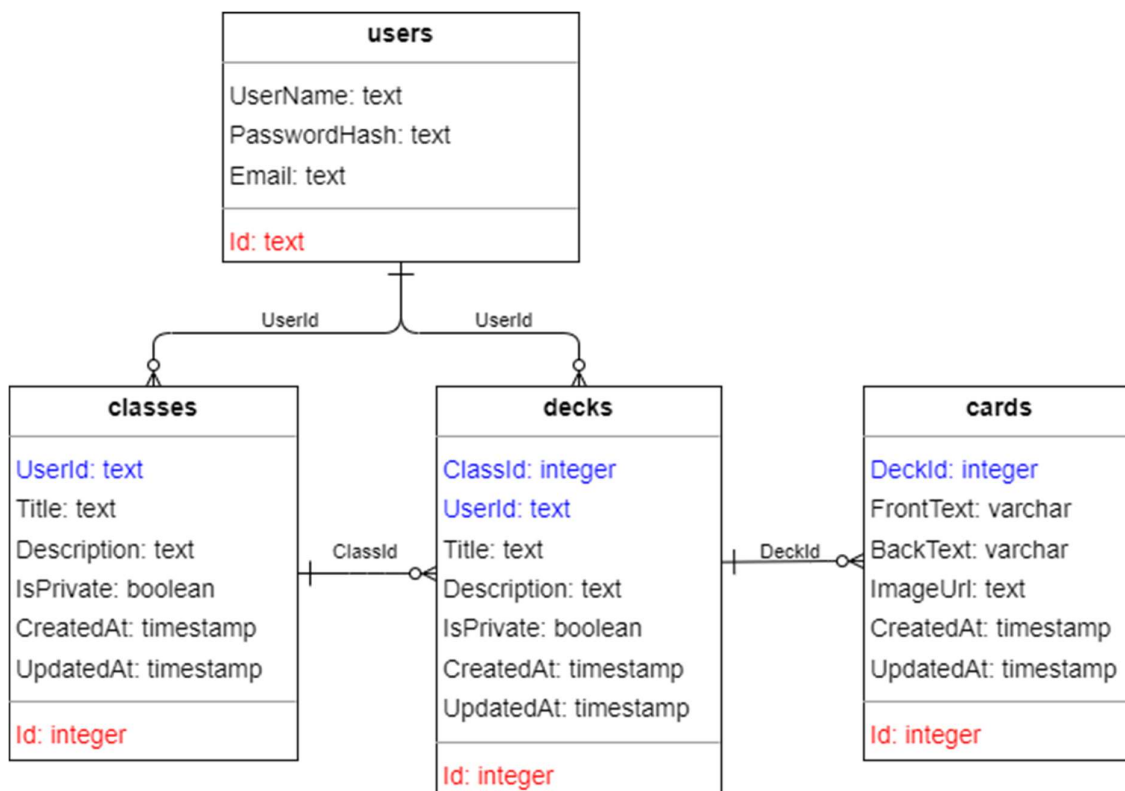 users
UserName: text
PasswordHash: text
Email: text
Id: text
UserId
UserId
classes
UserId: text
Title: text
Description: text
IsPrivate: boolean
CreatedAt: timestamp
UpdatedAt: timestamp
Id: integer
ClassId
decks
ClassId: integer
UserId: text
Title: text
Description: text
IsPrivate: boolean
CreatedAt: timestamp
UpdatedAt: timestamp
Id: integer
DeckId
cards
DeckId: integer
FrontText: varchar
BackText: varchar
ImageUrl: text
CreatedAt: timestamp
UpdatedAt: timestamp
Id: integer